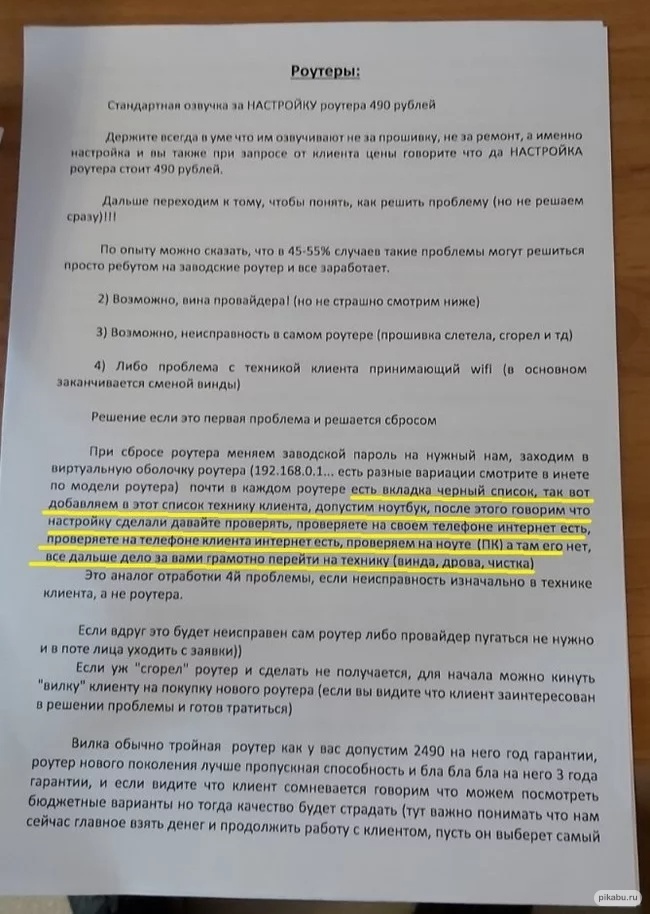 Роутеры:
Стандартная озвучка за НАСТРОЙКУ роутера 490 рублей
Держите всегда в уме что им озвучивают не за прошивку, не за ремонт, а именно
настройка и вы также при запросе от клиента цены говорите что да НАСТРОЙКА
роутера стоит 490 рублей.
Дальше переходим к тому, чтобы понять, как решить проблему (но не решаем
сразу)!!!
По опыту можно сказать, что в 45-55% случаев такие проблемы могут решиться
просто ребутом на заводские роутер и все заработает.
2) Возможно, вина провайдера! (но не страшно смотрим ниже)
3) Возможно, неисправность в самом роутере (прошивка слетела, сгорел и тд)
4) Либо проблема с техникой клиента принимающий wifi (в основном
заканчивается сменой винды)
Решение если это первая проблема и решается сбросом
При сбросе роутера меняем заводской пароль на нужный нам, заходим в
виртуальную оболочку роутера (192.168.0.1... есть разные вариации смотрите в инете
по модели роутера) почти в каждом роутере есть вкладка черный список, так вот
добавляем в этот список технику клиента, допустим ноутбук, после этого говорим что
настройку сделали давайте проверять, проверяете на своем телефоне интернет есть,
проверяете на телефоне клиента интернет есть, проверяем на ноуте (ПК) а там его нет,
все дальше дело за вами грамотно перейти на технику (винда, дрова, чистка)
Это аналог отработки 4й проблемы, если неисправность изначально в технике
клиента, а не роутера.
Если вдруг это будет неисправен сам роутер либо провайдер пугаться не нужно
и в поте лица уходить с заявки))
Если уж "сгорел" роутер и сделать не получается, для начала можно кинуть
"вилку" клиенту на покупку нового роутера (если вы видите что клиент заинтересован
в решении проблемы и готов тратиться)
Вилка обычно тройная роутер как у вас допустим 2490 на него год гарантии,
роутер нового поколения лучше пропускная способность и бла бла бла на него 3 года
гарантии, и если видите что клиент сомневается говорим что можем посмотреть
бюджетные варианты но тогда качество будет страдать (тут важно понимать что нам
сейчас главное взять денег и продолжить работу с клиентом, пусть он выберет самый
pikabu.ru